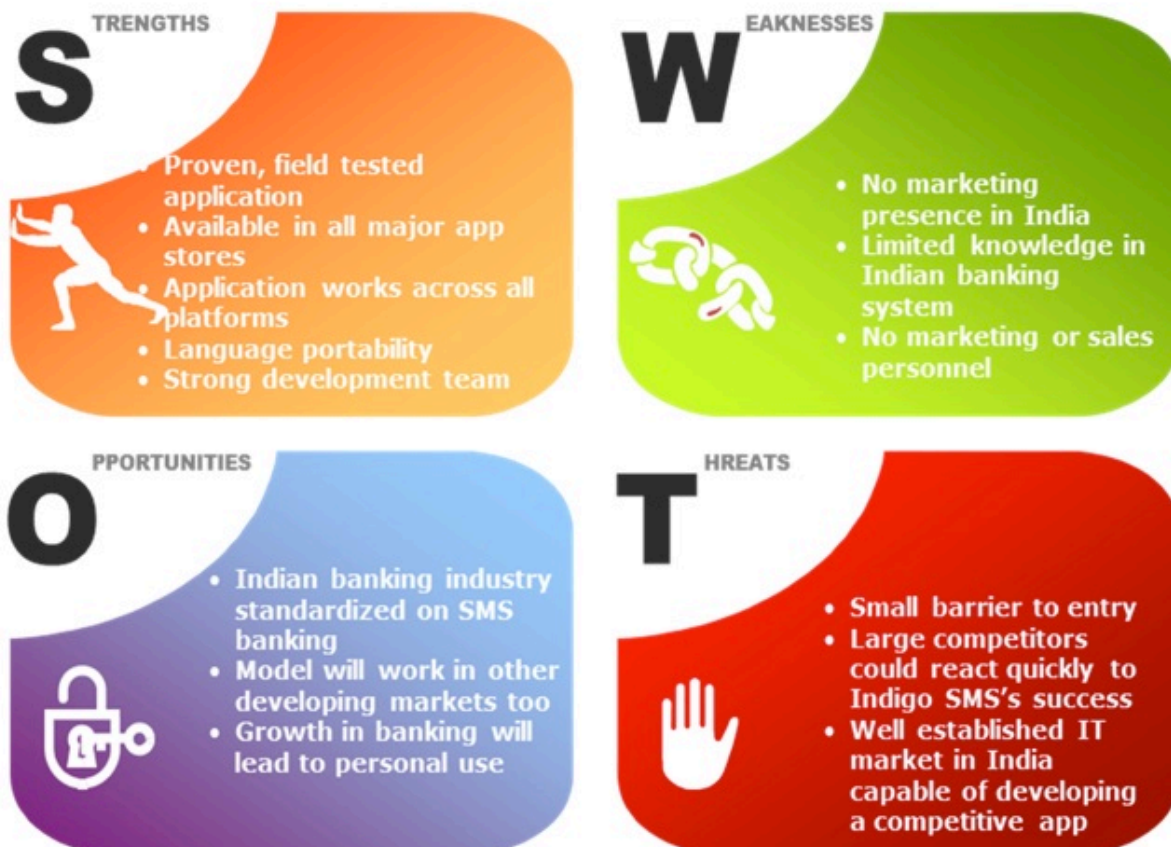 STRENGTHS
• Proven, field tested
application
• Available in all major app
stores
• Application works across all
platforms
• Language portability
• Strong development team
WEAKNESSES
• No marketing
presence in India
• Limited knowledge in
Indian banking
system
• No marketing or sales
personnel
OPPORTUNITIES
• Indian banking industry
standardized on SMS
banking
• Model will work in other
developing markets too
• Growth in banking will
lead to personal use
THREATS
• Small barrier to entry
• Large competitors
could react quickly to
Indigo SMS's success
• Well established IT
market in India
capable of developing
a competitive app